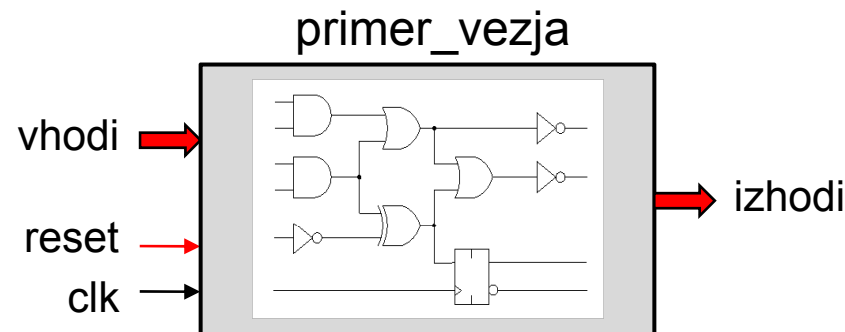 primer_vezja
vhodi
izhodi
reset
clk